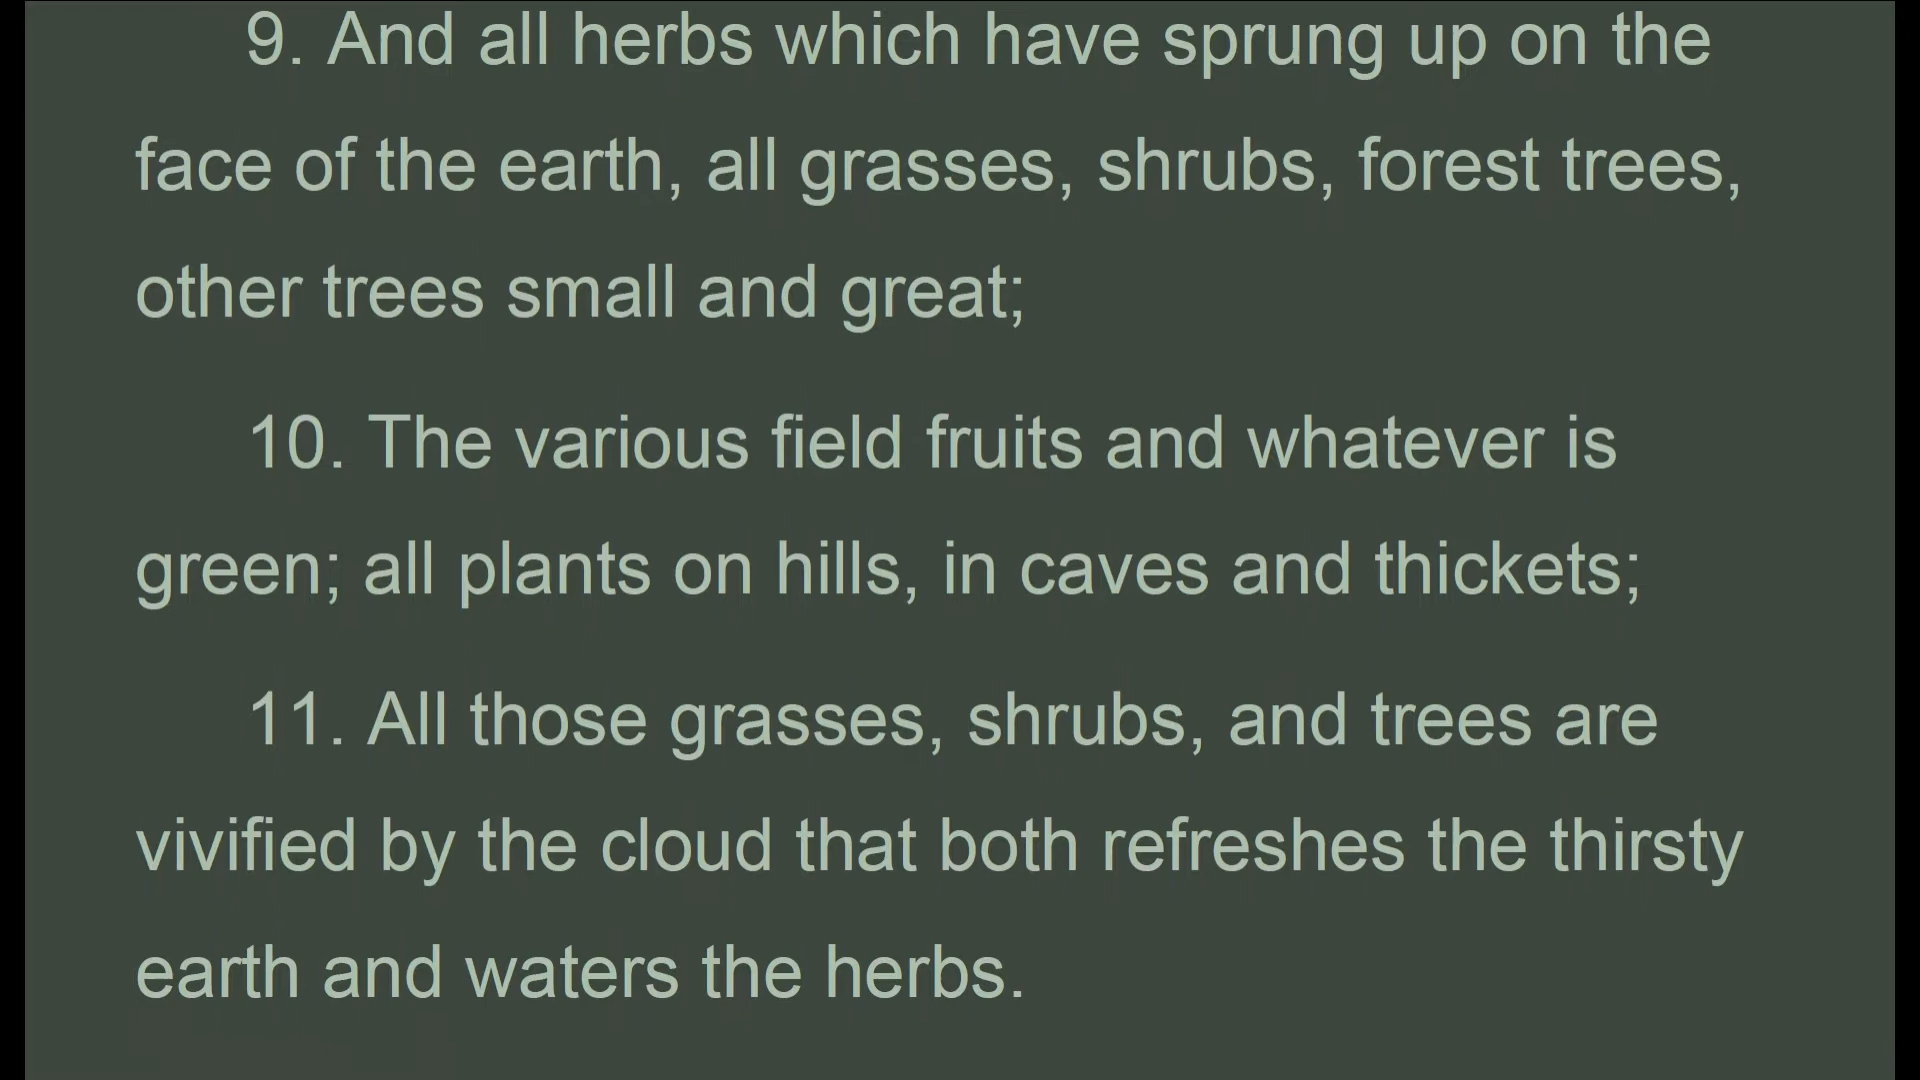 9. And all herbs which have sprung up on the
face of the earth, all grasses, shrubs, forest trees,
other trees small and great;
10. The various field fruits and whatever is
green; all plants on hills, in caves and thickets;
11. All those grasses, shrubs, and trees are
vivified by the cloud that both refreshes the thirsty
earth and waters the herbs.